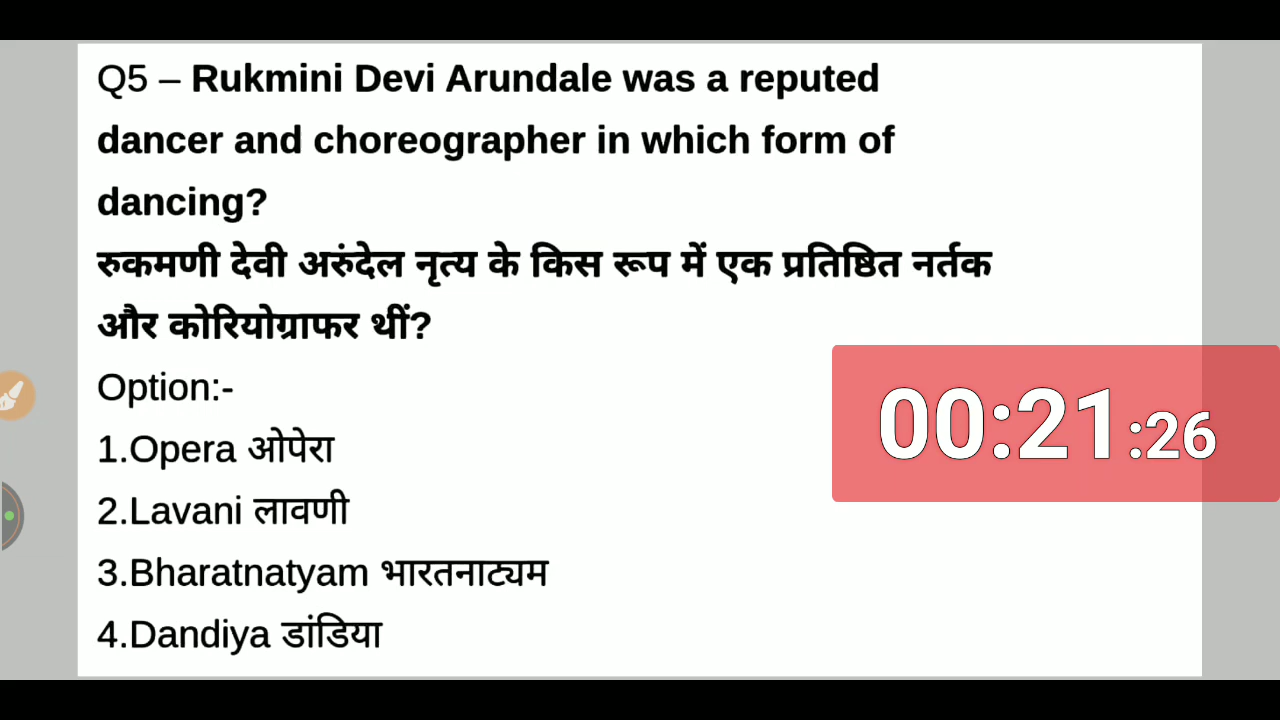 Q5 – Rukmini Devi Arundale was a reputed
dancer and choreographer in which form of
dancing?
रुकमणी देवी अरुंदेल नृत्य के किस रूप में एक प्रतिष्ठित नर्तक
और कोरियोग्राफर थीं?
Option:-
1.Opera ओपेरा
2.Lavani लावणी
3.Bharatnatyam भारतनाट्यम
4.Dandiya डांडिया
00:21:26